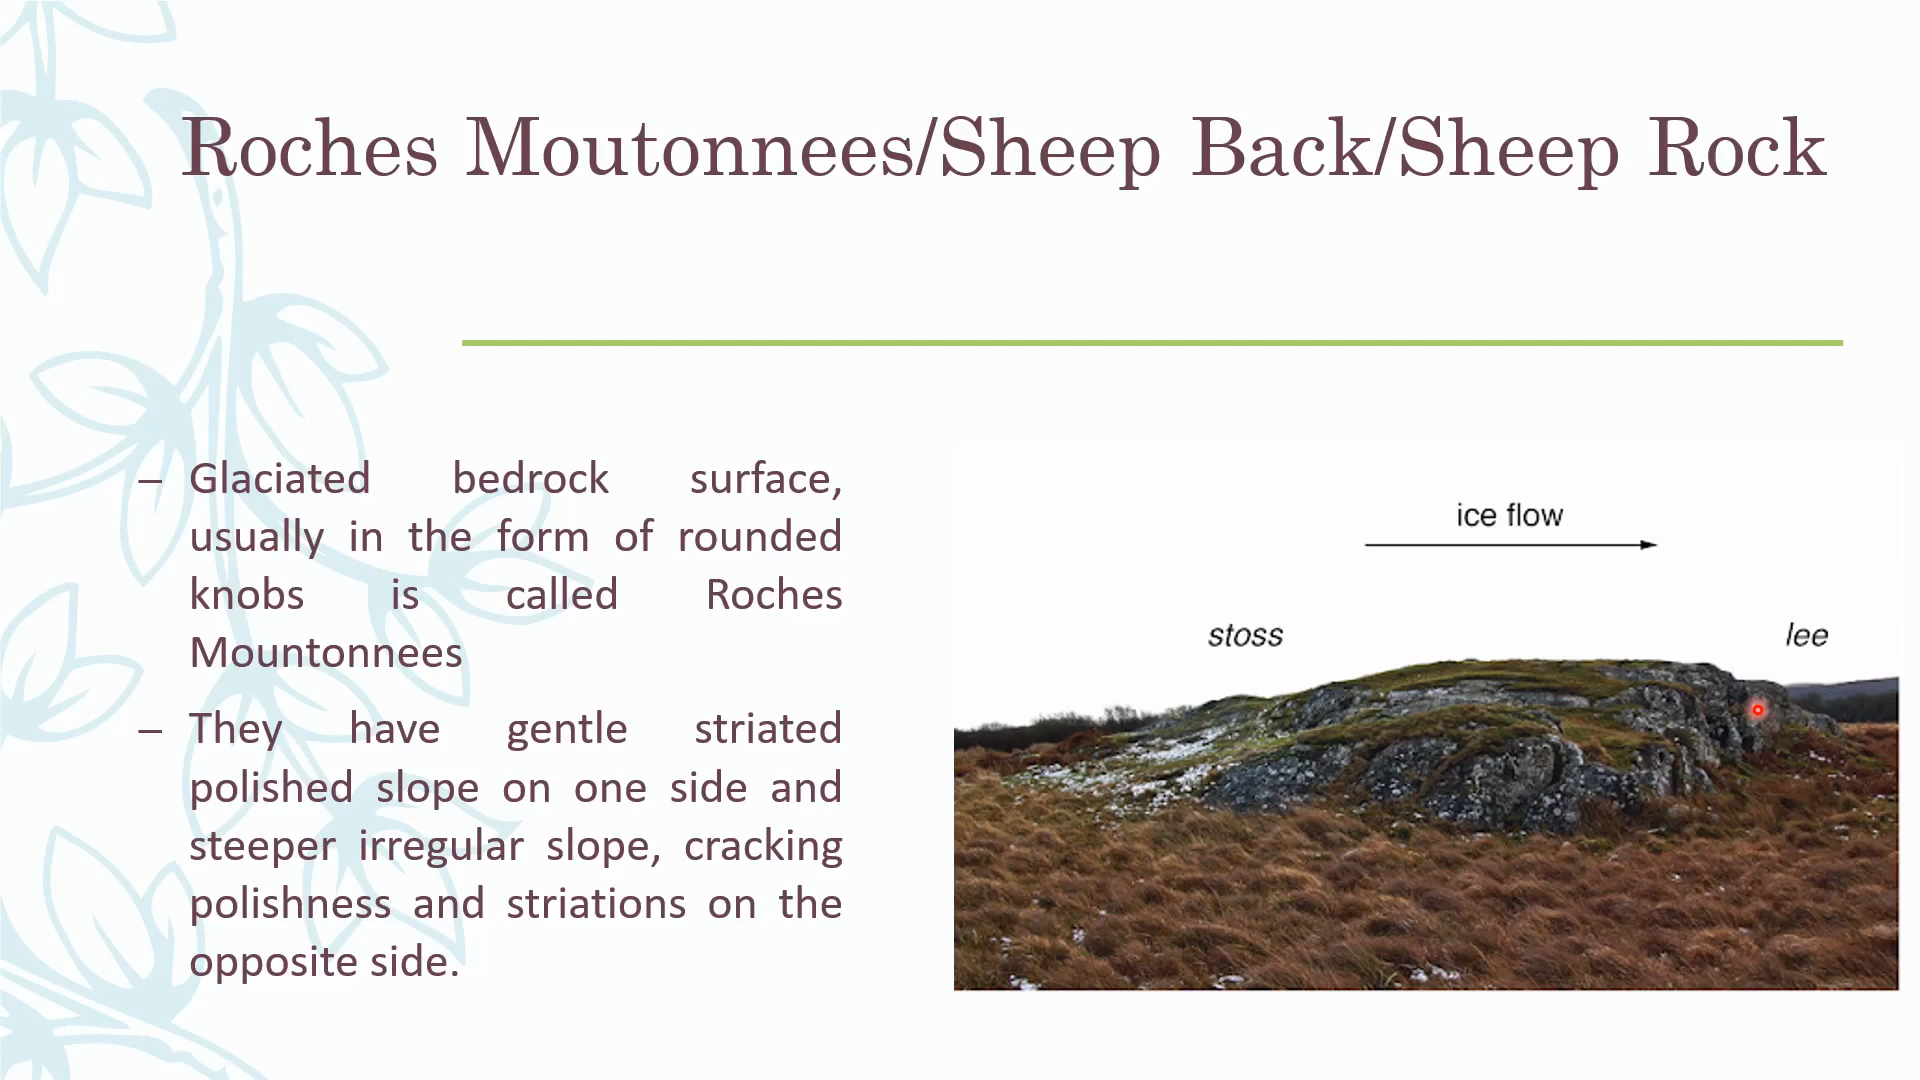 Roches Moutonnees/Sheep Back/Sheep Rock
– Glaciated bedrock surface,
usually in the form of rounded
knobs is called Roches
Mountonnees
– They have gentle striated
polished slope on one side and
steeper irregular slope, cracking
polishness and striations on the
opposite side.
ice flow
stoss
lee